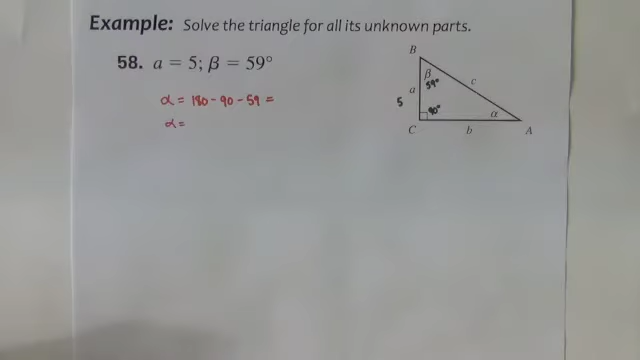 Example: Solve the triangle for all its unknown parts.
58. a = 5; β = 59°
α = 180 - 90 - 59 =
α =
B
β
59°
a
c
5
90°
α
C
b
A